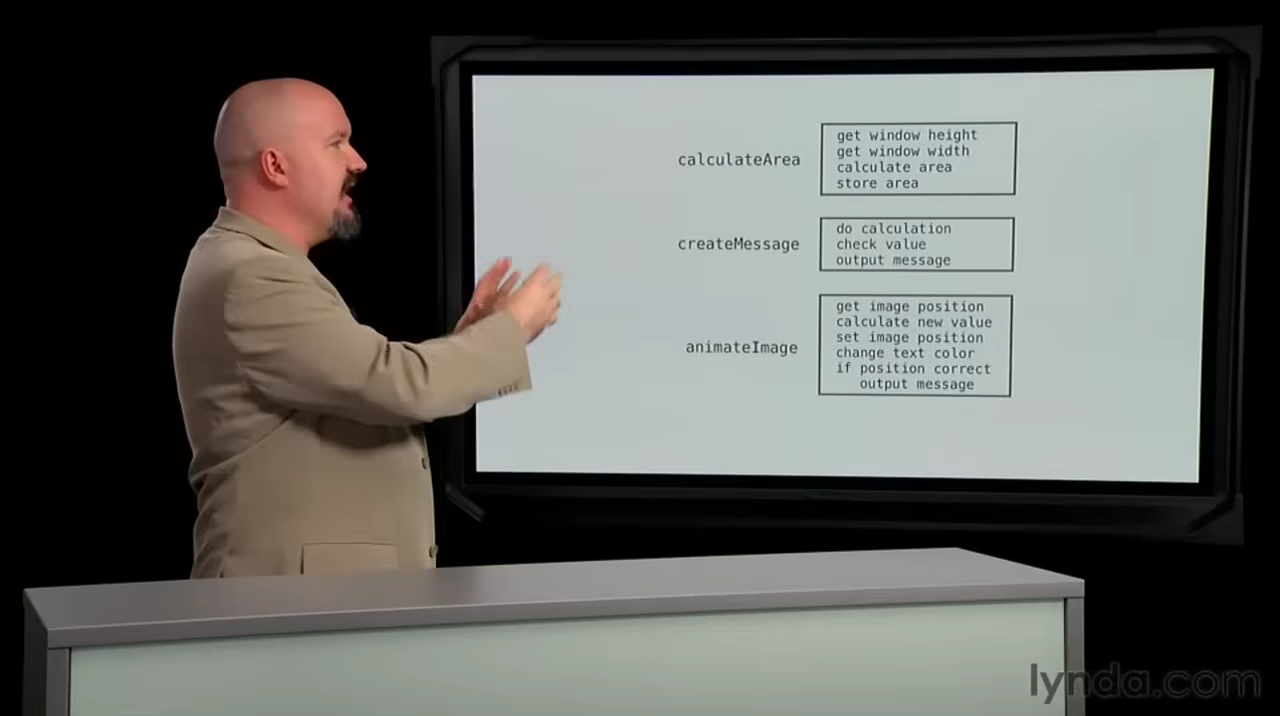 calculateArea
get window height
get window width
calculate area
store area
createMessage
do calculation
check value
output message
animateImage
get image position
calculate new value
set image position
change text color
if position correct
output message
lynda.com